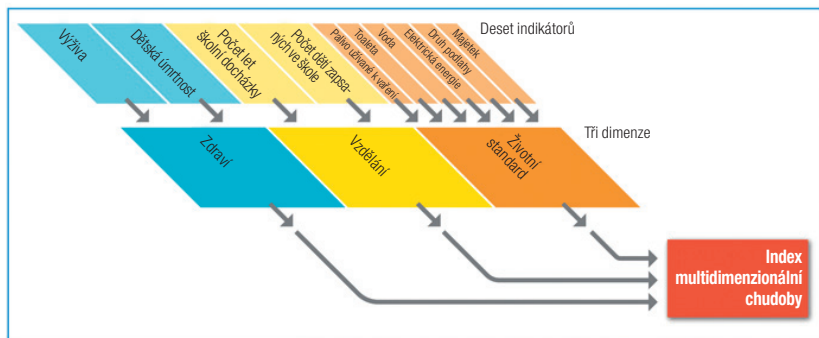 Deset indikátorů
Výživa
Dětská úmrtnost
Počet let
školní docházky
Počet dětí zapsa-
ných ve škole
Palivo užívané k vaření
Toaleta
Voda
Elektrická energie
Druh podlahy
Majetek
Tři dimenze
Zdraví
Vzdělání
Životní
standard
Index
multidimenzionální
chudoby